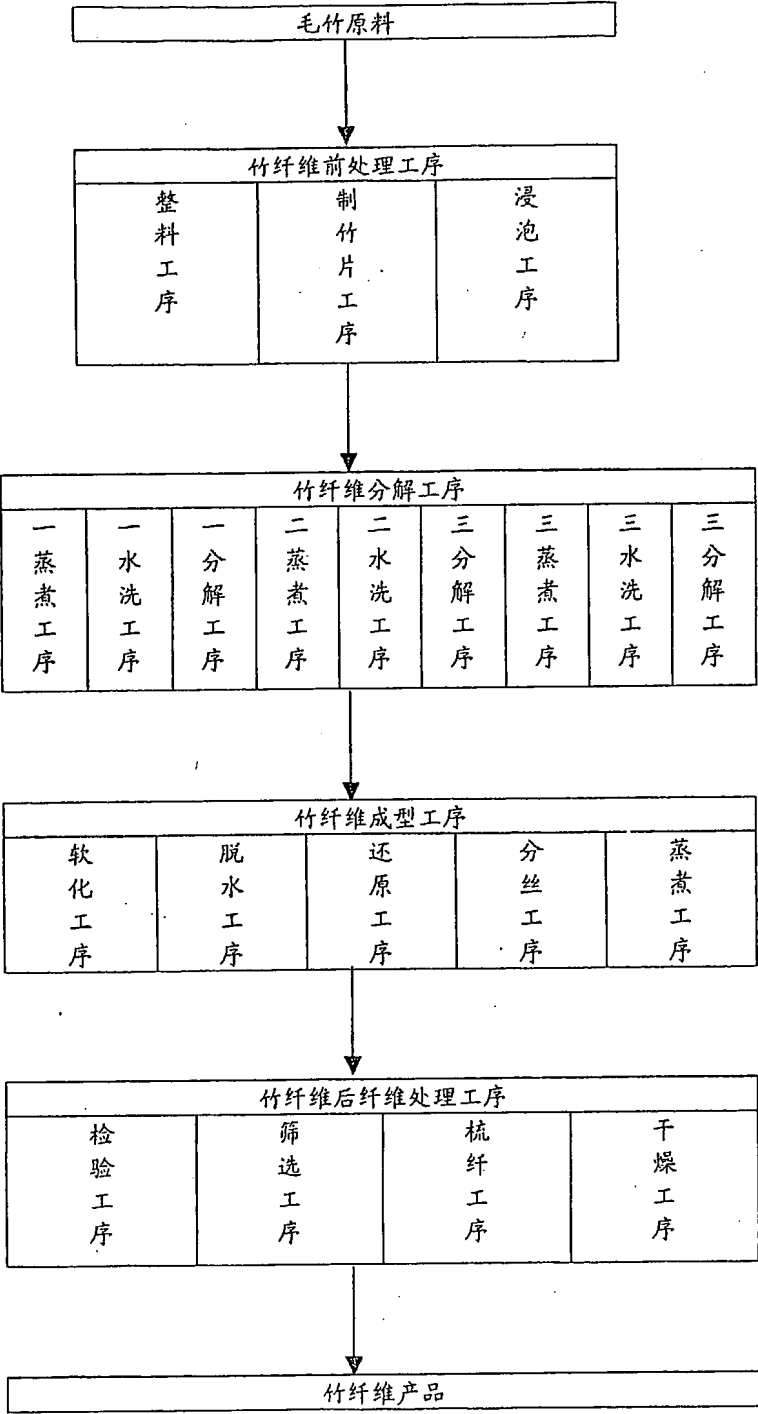 毛竹原料
竹纤维前处理工序
整料工序
制竹片工序
浸泡工序
竹纤维分解工序
一蒸煮工序
一水洗工序
一分解工序
二蒸煮工序
二水洗工序
三分解工序
三蒸煮工序
三水洗工序
三分解工序
竹纤维成型工序
软化工序
脱水工序
还原工序
分丝工序
蒸煮工序
竹纤维后纤维处理工序
检验工序
筛选工序
梳纤工序
干燥工序
竹纤维产品